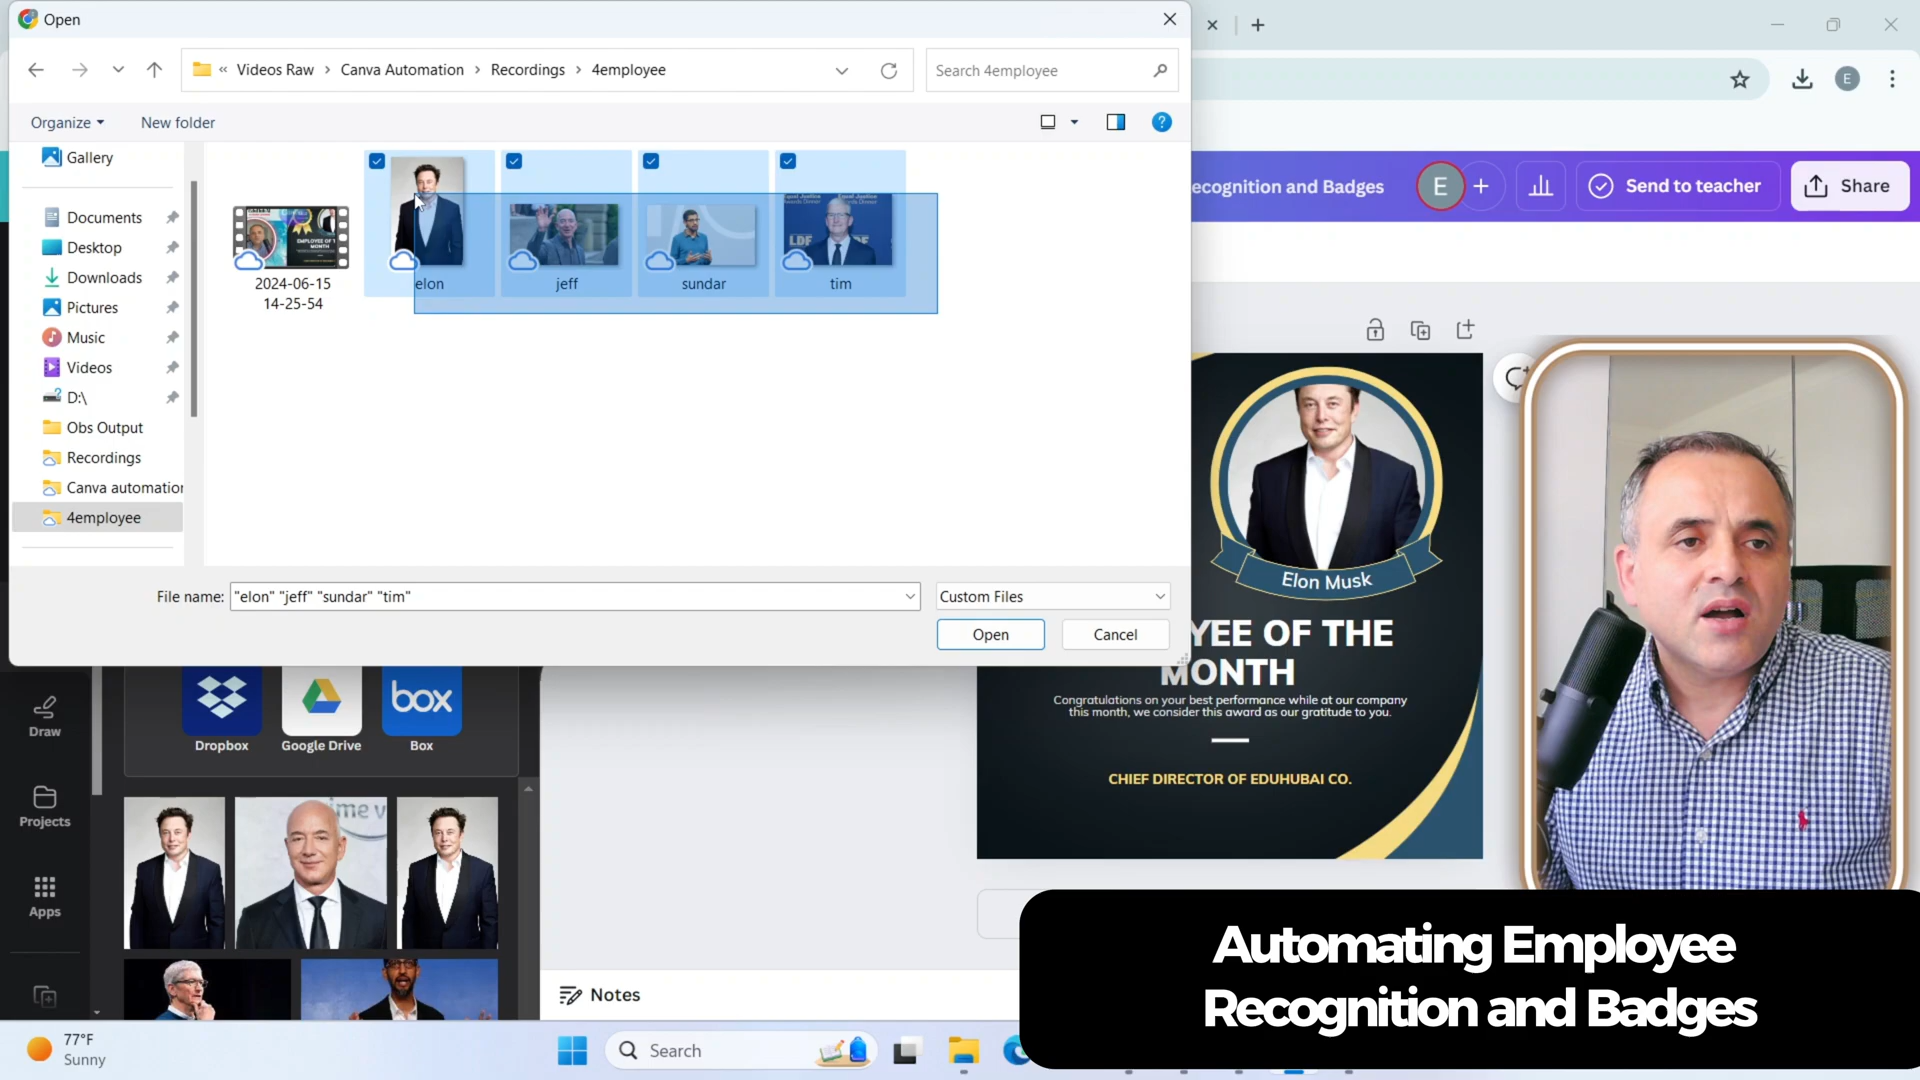 Open
Videos Raw > Canva Automation > Recordings > 4employee
Search 4employee
Organize
New folder
Gallery
Documents
Desktop
Downloads
Pictures
Music
Videos
D:\
Obs Output
Recordings
Canva automation
4employee
2024-06-15
14-25-54
elon
jeff
sundar
tim
File name:
"elon" "jeff" "sundar" "tim"
Custom Files
Open
Cancel
E
ecognition and Badges
E
Send to teacher
Share
Elon Musk
YEE OF THE
MONTH
Congratulations on your best performance while at our company
this month, we consider this award as our gratitude to you.
CHIEF DIRECTOR OF EDUHUBAI CO.
Draw
Projects
Apps
box
Dropbox
Google Drive
Box
Notes
77°F
Sunny
Search
Automating Employee
Recognition and Badges